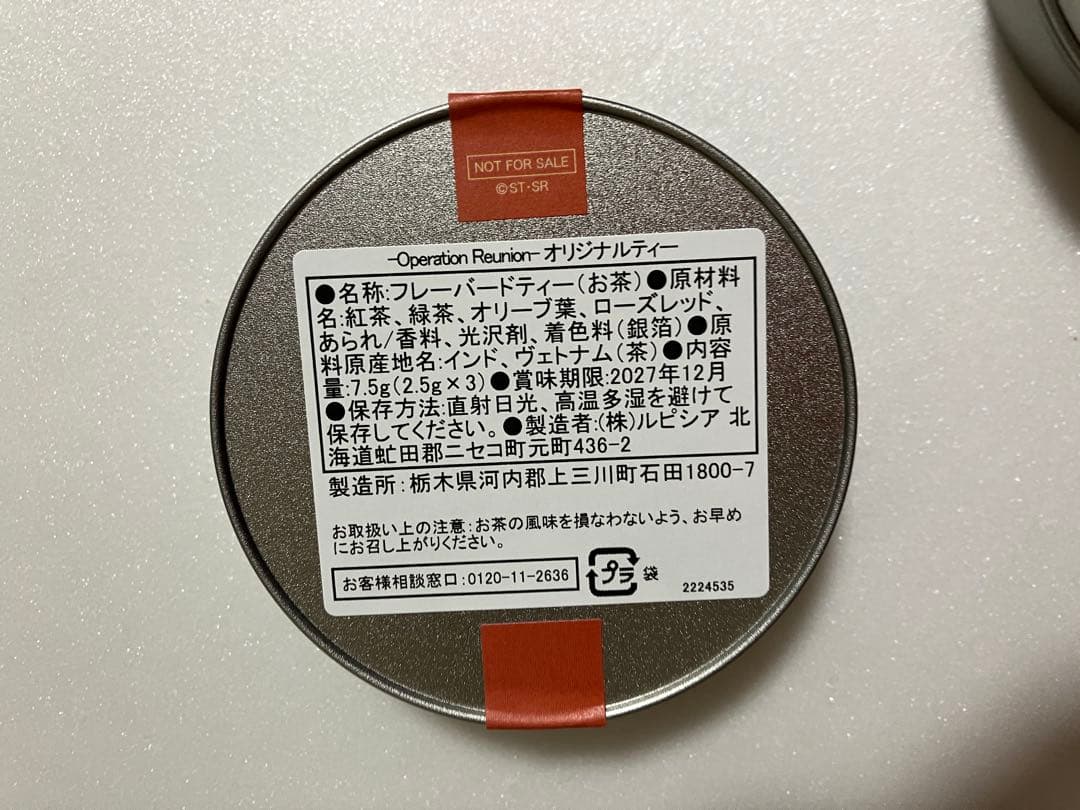 NOT FOR SALE
©ST・SR
-Operation Reunion- オリジナルティー
●名称:フレーバードティー(お茶)●原材料
名:紅茶、緑茶、オリーブ葉、ローズレッド、
あられ/香料、光沢剤、着色料(銀箔)●原
料原産地名:インド、ヴェトナム(茶)●内容
量:7.5g(2.5g×3)●賞味期限:2027年12月
●保存方法:直射日光、高温多湿を避けて
保存してください。●製造者:(株)ルピシア 北
海道虻田郡ニセコ町元町436-2
製造所:栃木県河内郡上三川町石田1800-7
お取扱い上の注意:お茶の風味を損なわないよう、お早め
にお召し上がりください。
お客様相談窓口:0120-11-2636
プラ 袋
2224535